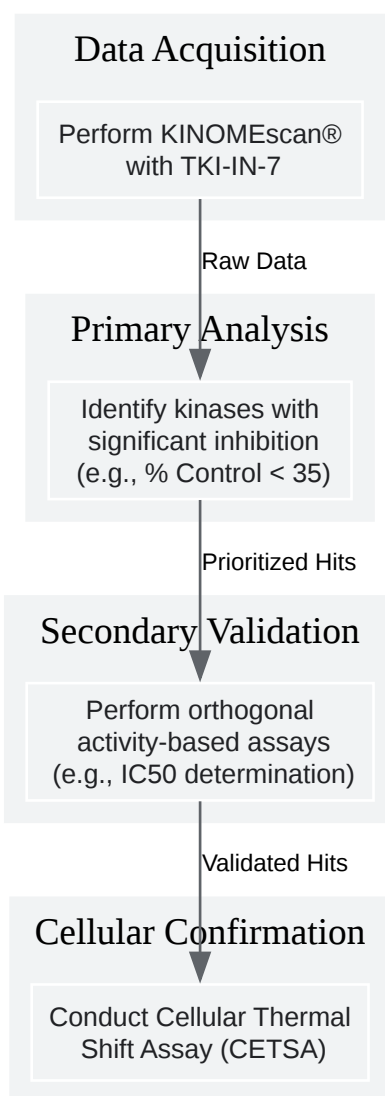 Data Acquisition
Perform KINOMEscan®
with TKI-IN-7
Raw Data
Primary Analysis
Identify kinases with
significant inhibition
(e.g., % Control < 35)
Prioritized Hits
Secondary Validation
Perform orthogonal
activity-based assays
(e.g., IC50 determination)
Validated Hits
Cellular Confirmation
Conduct Cellular Thermal
Shift Assay (CETSA)